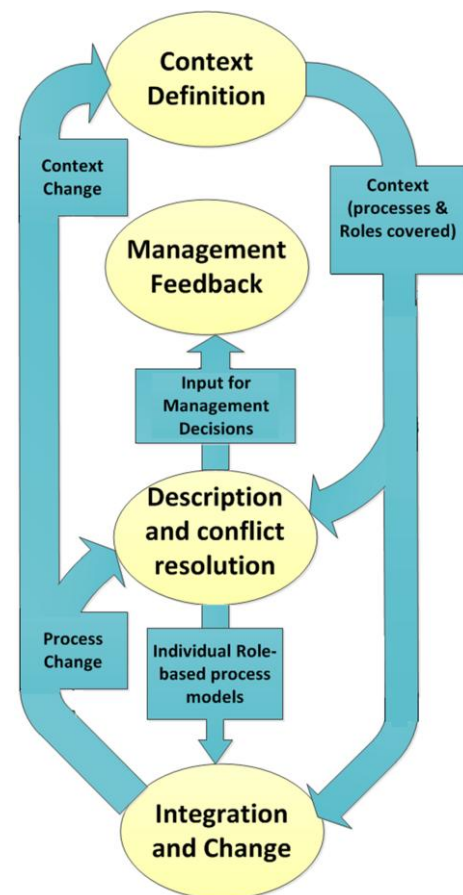 Context
Definition
Context
Change
Context
(processes &
Roles covered)
Management
Feedback
Input for
Management
Decisions
Description
and conflict
resolution
Process
Change
Individual Role-
based process
models
Integration
and Change